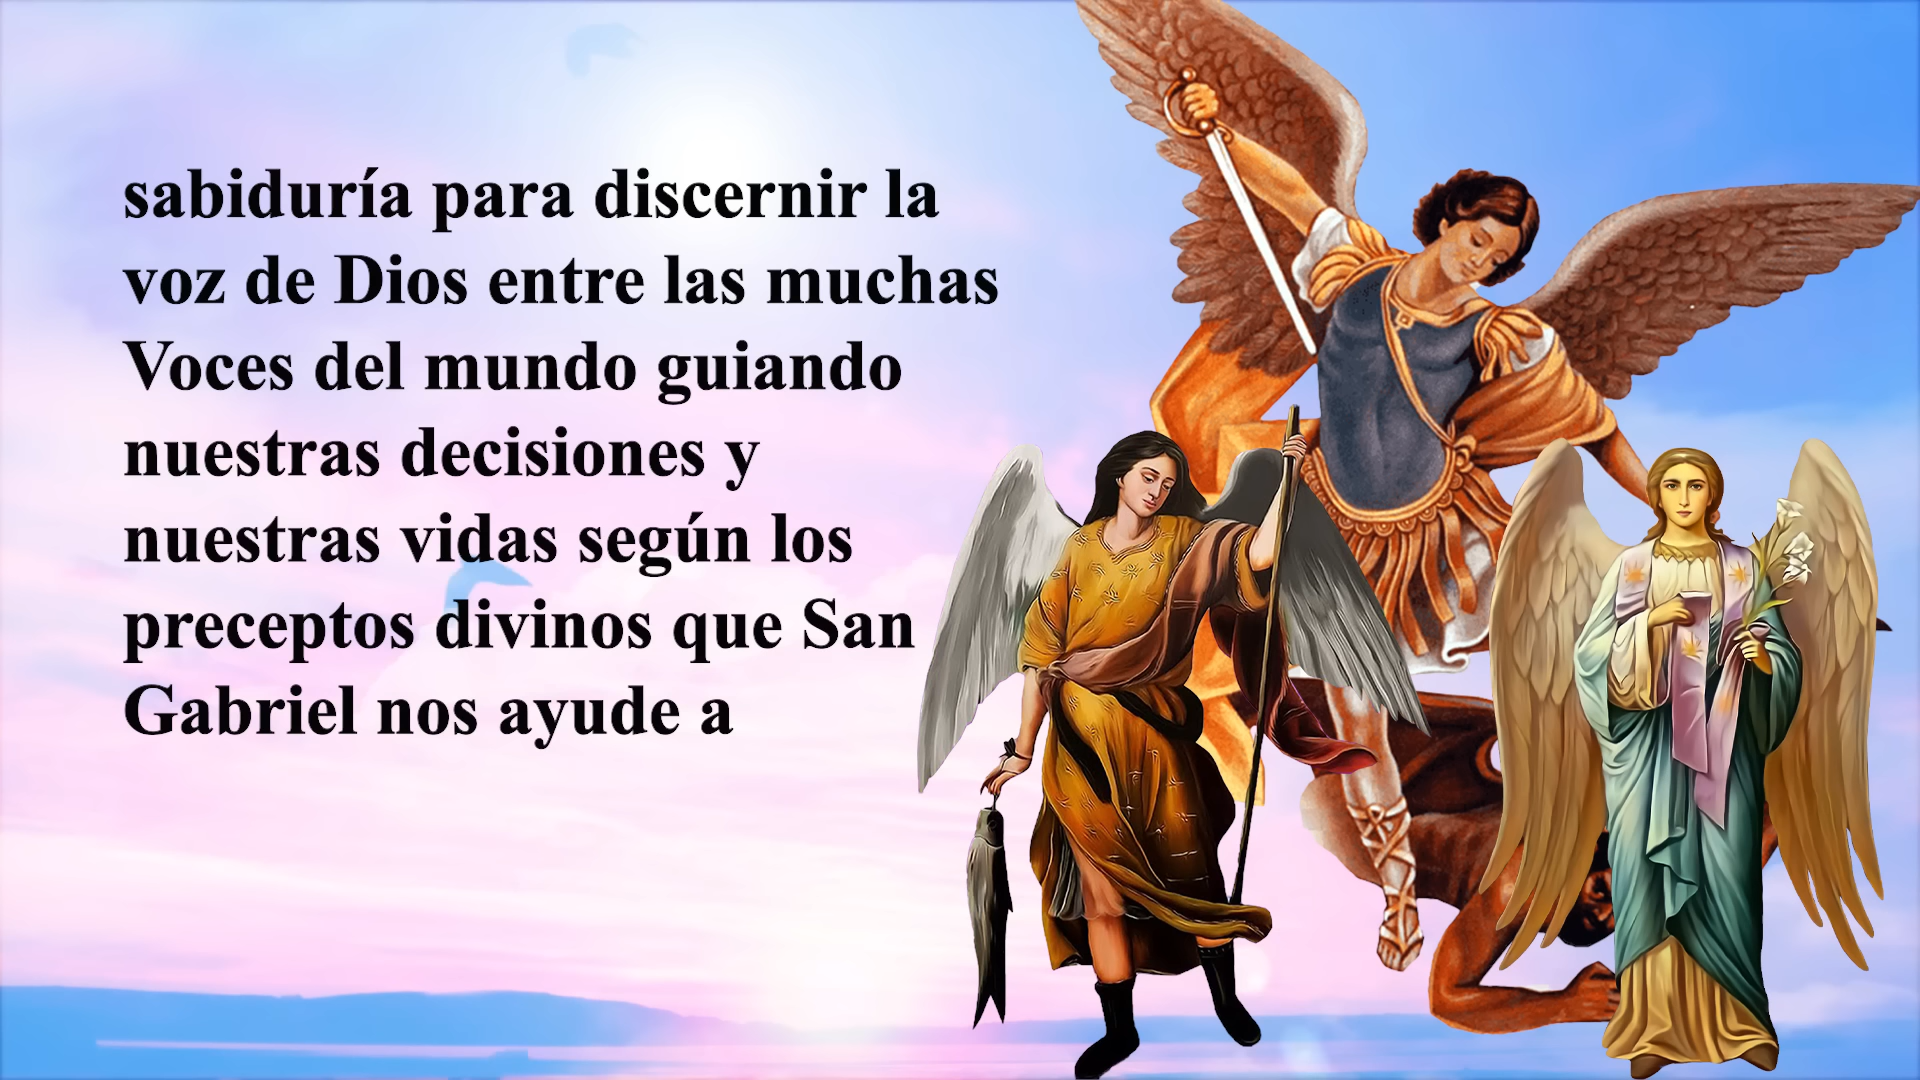 sabiduría para discernir la
voz de Dios entre las muchas
Voces del mundo guiando
nuestras decisiones y
nuestras vidas según los
preceptos divinos que San
Gabriel nos ayude a